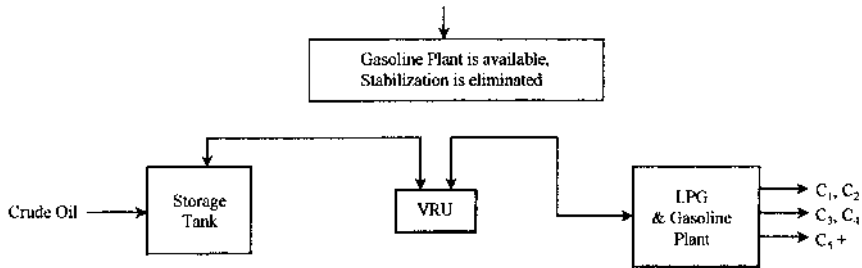 Gasoline Plant is available,
Stabilization is eliminated
Crude Oil
Storage
Tank
VRU
LPG
& Gasoline
Plant
C₁, C₂
C₃, C₄
C₅ +